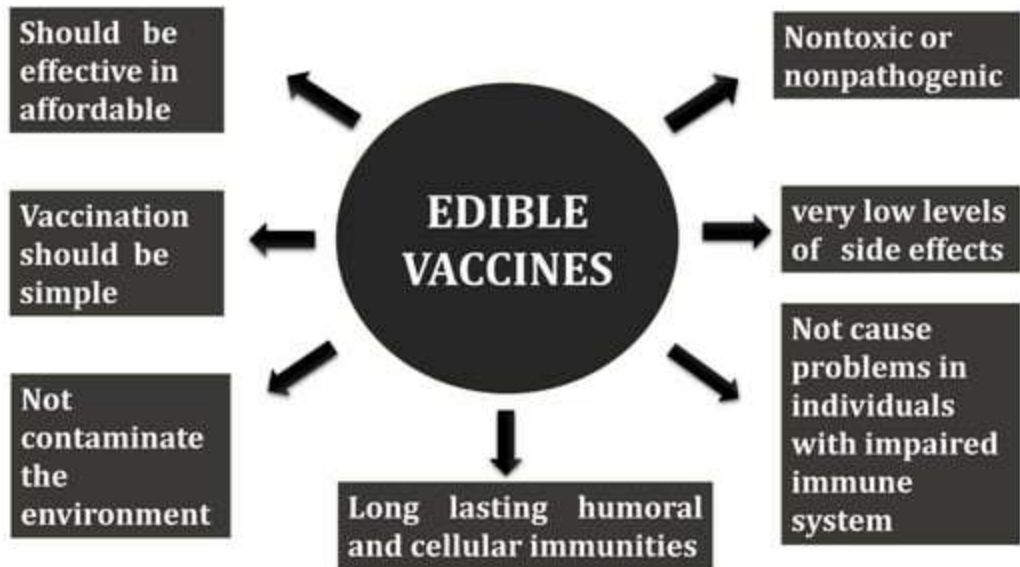 Should be
effective in
affordable
Nontoxic or
nonpathogenic
EDIBLE
VACCINES
Vaccination
should be
simple
very low levels
of side effects
Not
contaminate
the
environment
Not cause
problems in
individuals
with impaired
immune
system
Long lasting humoral
and cellular immunities